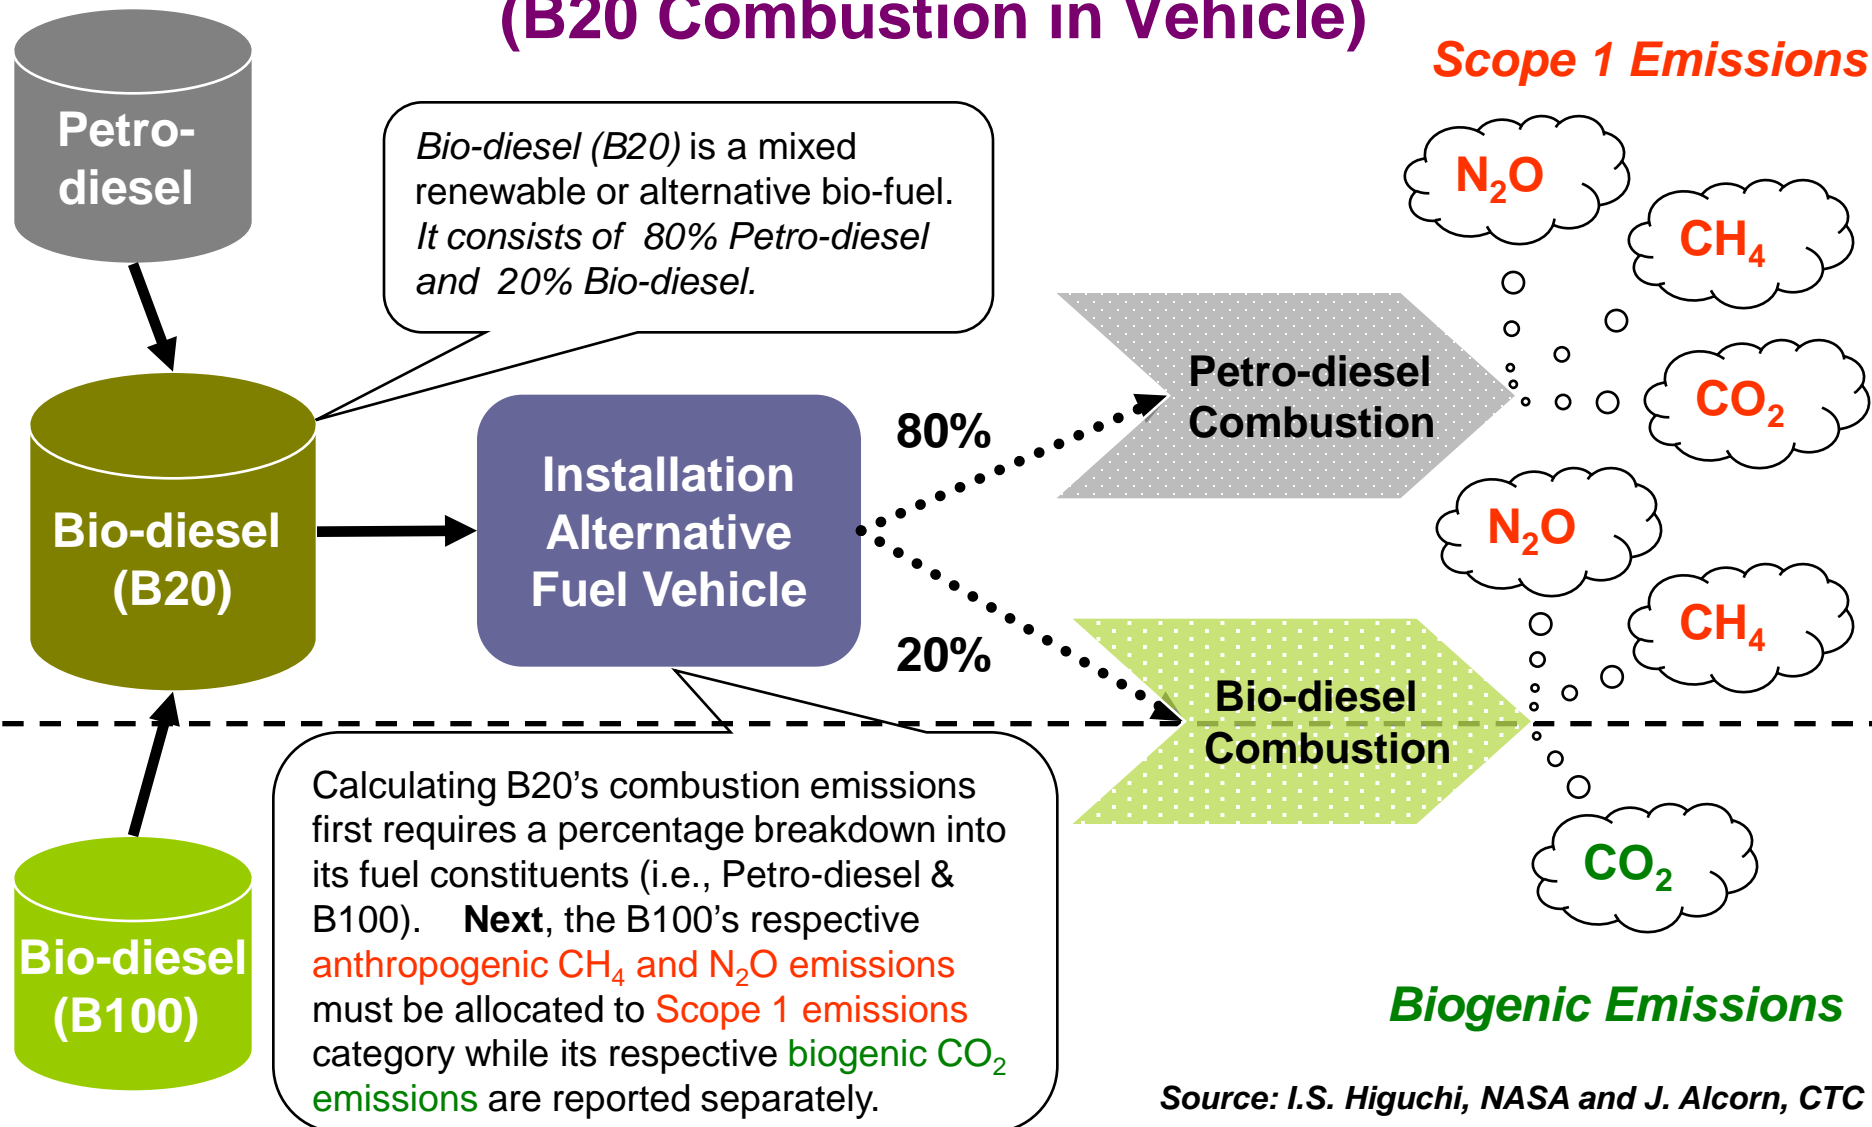 (B20 Combustion in Vehicle)
Scope 1 Emissions
Petro-
diesel
Bio-diesel (B20) is a mixed
renewable or alternative bio-fuel.
It consists of 80% Petro-diesel
and 20% Bio-diesel.
N₂O
CH₄
CO₂
Petro-diesel
Combustion
80%
Bio-diesel
(B20)
Installation
Alternative
Fuel Vehicle
20%
N₂O
CH₄
Bio-diesel
Combustion
CO₂
Bio-diesel
(B100)
Calculating B20's combustion emissions
first requires a percentage breakdown into
its fuel constituents (i.e., Petro-diesel &
B100). Next, the B100's respective
anthropogenic CH₄ and N₂O emissions
must be allocated to Scope 1 emissions
category while its respective biogenic CO₂
emissions are reported separately.
Biogenic Emissions
Source: I.S. Higuchi, NASA and J. Alcorn, CTC